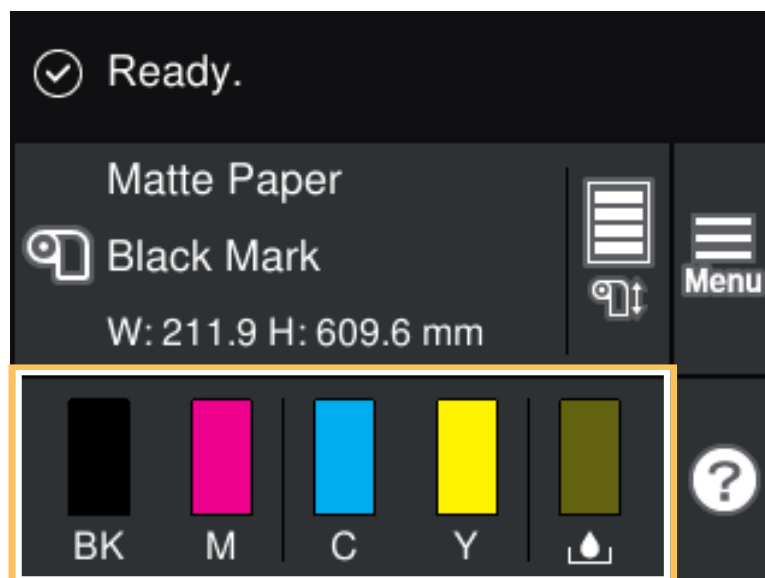 Ready.
Matte Paper
Black Mark
W: 211.9 H: 609.6 mm
Menu
BK M C Y
?